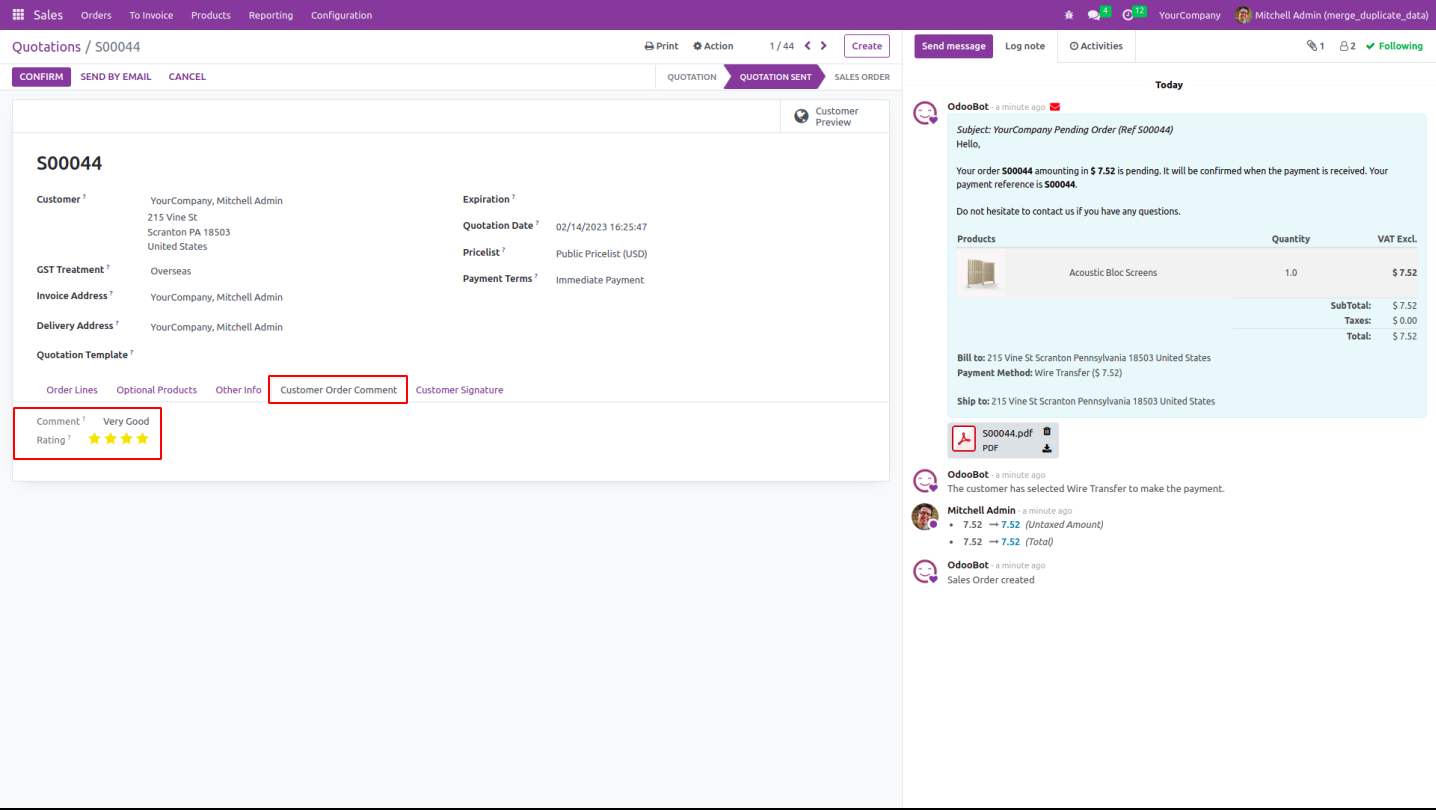 Sales Orders To Invoice Products Reporting Configuration 4 12 YourCompany Mitchell Admin (merge_duplicate_data)
Quotations / S00044 Print Action 1 / 44 Create
CONFIRM SEND BY EMAIL CANCEL QUOTATION QUOTATION SENT SALES ORDER
Customer
Preview
S00044
Customer ? YourCompany, Mitchell Admin
215 Vine St
Scranton PA 18503
United States
GST Treatment ? Overseas
Invoice Address ? YourCompany, Mitchell Admin
Delivery Address ? YourCompany, Mitchell Admin
Quotation Template ?
Expiration ?
Quotation Date ? 02/14/2023 16:25:47
Pricelist ? Public Pricelist (USD)
Payment Terms ? Immediate Payment
Order Lines Optional Products Other Info Customer Order Comment Customer Signature
Comment ? Very Good
Rating ?
Send message Log note Activities 1 2 Following
Today
OdooBot - a minute ago
Subject: YourCompany Pending Order (Ref S00044)
Hello,
Your order S00044 amounting in $ 7.52 is pending. It will be confirmed when the payment is received. Your
payment reference is S00044.
Do not hesitate to contact us if you have any questions.
Products Quantity VAT Excl.
Acoustic Bloc Screens 1.0 $ 7.52
SubTotal: $ 7.52
Taxes: $ 0.00
Total: $ 7.52
Bill to: 215 Vine St Scranton Pennsylvania 18503 United States
Payment Method: Wire Transfer ($ 7.52)
Ship to: 215 Vine St Scranton Pennsylvania 18503 United States
S00044.pdf
PDF
OdooBot - a minute ago
The customer has selected Wire Transfer to make the payment.
Mitchell Admin - a minute ago
• 7.52 → 7.52 (Untaxed Amount)
• 7.52 → 7.52 (Total)
OdooBot - a minute ago
Sales Order created